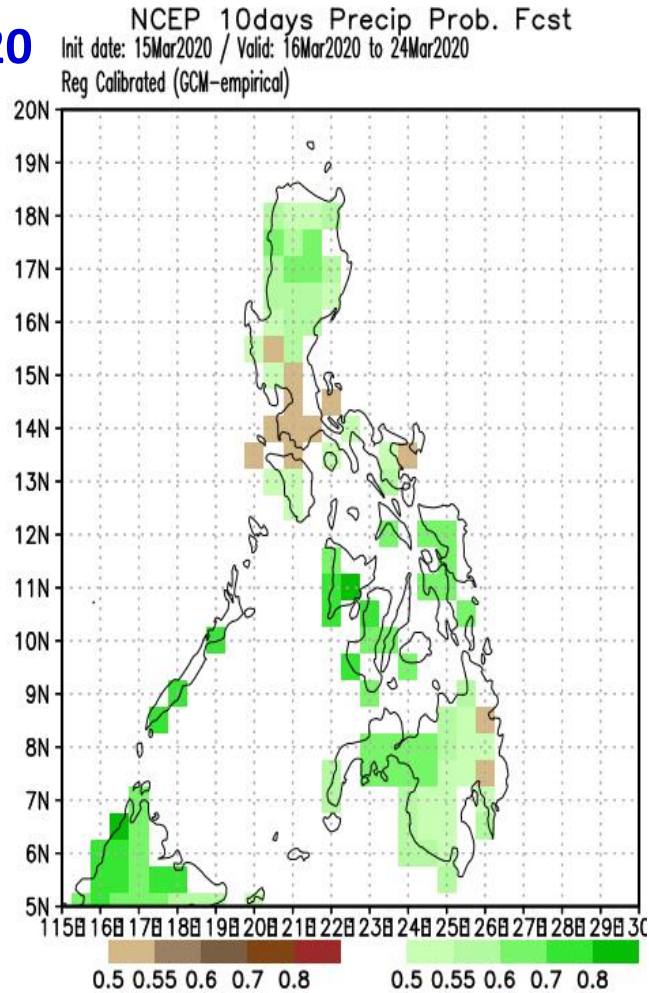 NCEP 10days Precip Prob. Fcst
20
Init date: 15Mar2020 / Valid: 16Mar2020 to 24Mar2020
Reg Calibrated (GCM-empirical)
20N
19N
18N
17N
16N
15N
14N
13N
12N
11N
10N
9N
8N
7N
6N
5N
115E 116E 117E 118E 119E 120E 121E 122E 123E 124E 125E 126E 127E 128E 129E 130
0.5 0.55 0.6 0.7 0.8 0.5 0.55 0.6 0.7 0.8